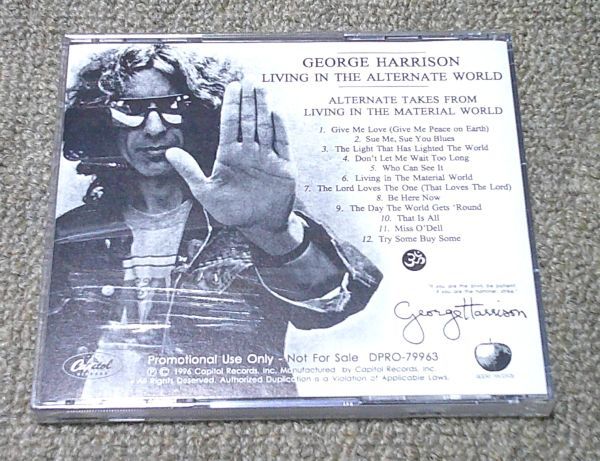 GEORGE HARRISON
LIVING IN THE ALTERNATE WORLD
ALTERNATE TAKES FROM
LIVING IN THE MATERIAL WORLD
1. Give Me Love (Give Me Peace on Earth)
2. Sue Me, Sue You Blues
3. The Light That Has Lighted The World
4. Don't Let Me Wait Too Long
5. Who Can See It
6. Living In The Material World
7. The Lord Loves The One (That Loves The Lord)
8. Be Here Now
9. The Day The World Gets 'Round
10. That Is All
11. Miss O'Dell
12. Try Some Buy Some
ॐ
George Harrison
Capitol
RECORDS
Promotional Use Only - Not For Sale DPRO-79963
℗ © 1996 Capitol Records, Inc. Manufactured by Capitol Records, Inc.
All Rights Reserved. Authorized Duplication is a Violation of Applicable Laws.